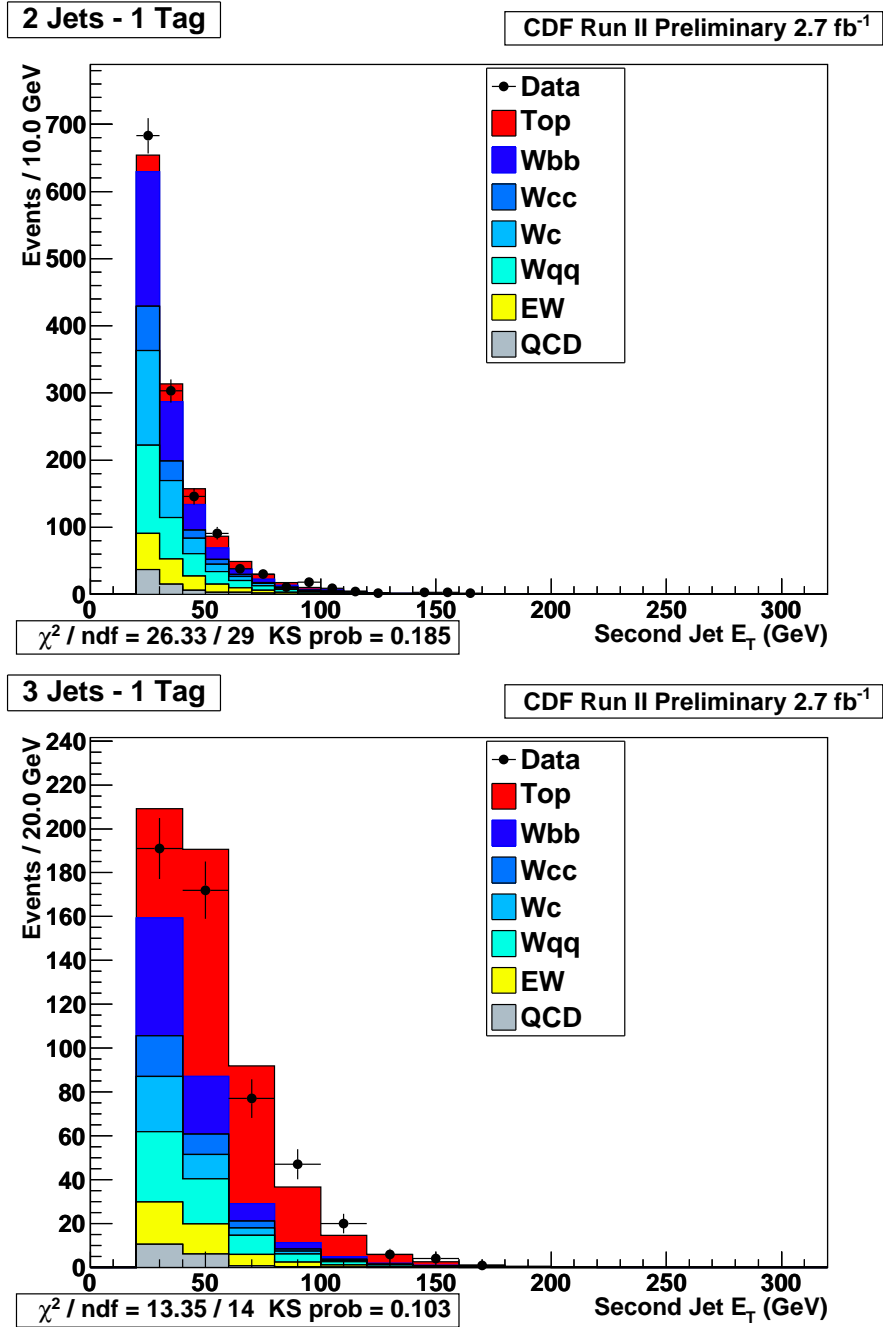 2 Jets - 1 Tag
CDF Run II Preliminary 2.7 fb⁻¹
Events / 10.0 GeV
700
600
500
400
300
200
100
0
Data
Top
Wbb
Wcc
Wc
Wqq
EW
QCD
0 50 100 150 200 250 300
χ² / ndf = 26.33 / 29 KS prob = 0.185
Second Jet E_T (GeV)
3 Jets - 1 Tag
CDF Run II Preliminary 2.7 fb⁻¹
Events / 20.0 GeV
240
220
200
180
160
140
120
100
80
60
40
20
0
Data
Top
Wbb
Wcc
Wc
Wqq
EW
QCD
0 50 100 150 200 250 300
χ² / ndf = 13.35 / 14 KS prob = 0.103
Second Jet E_T (GeV)